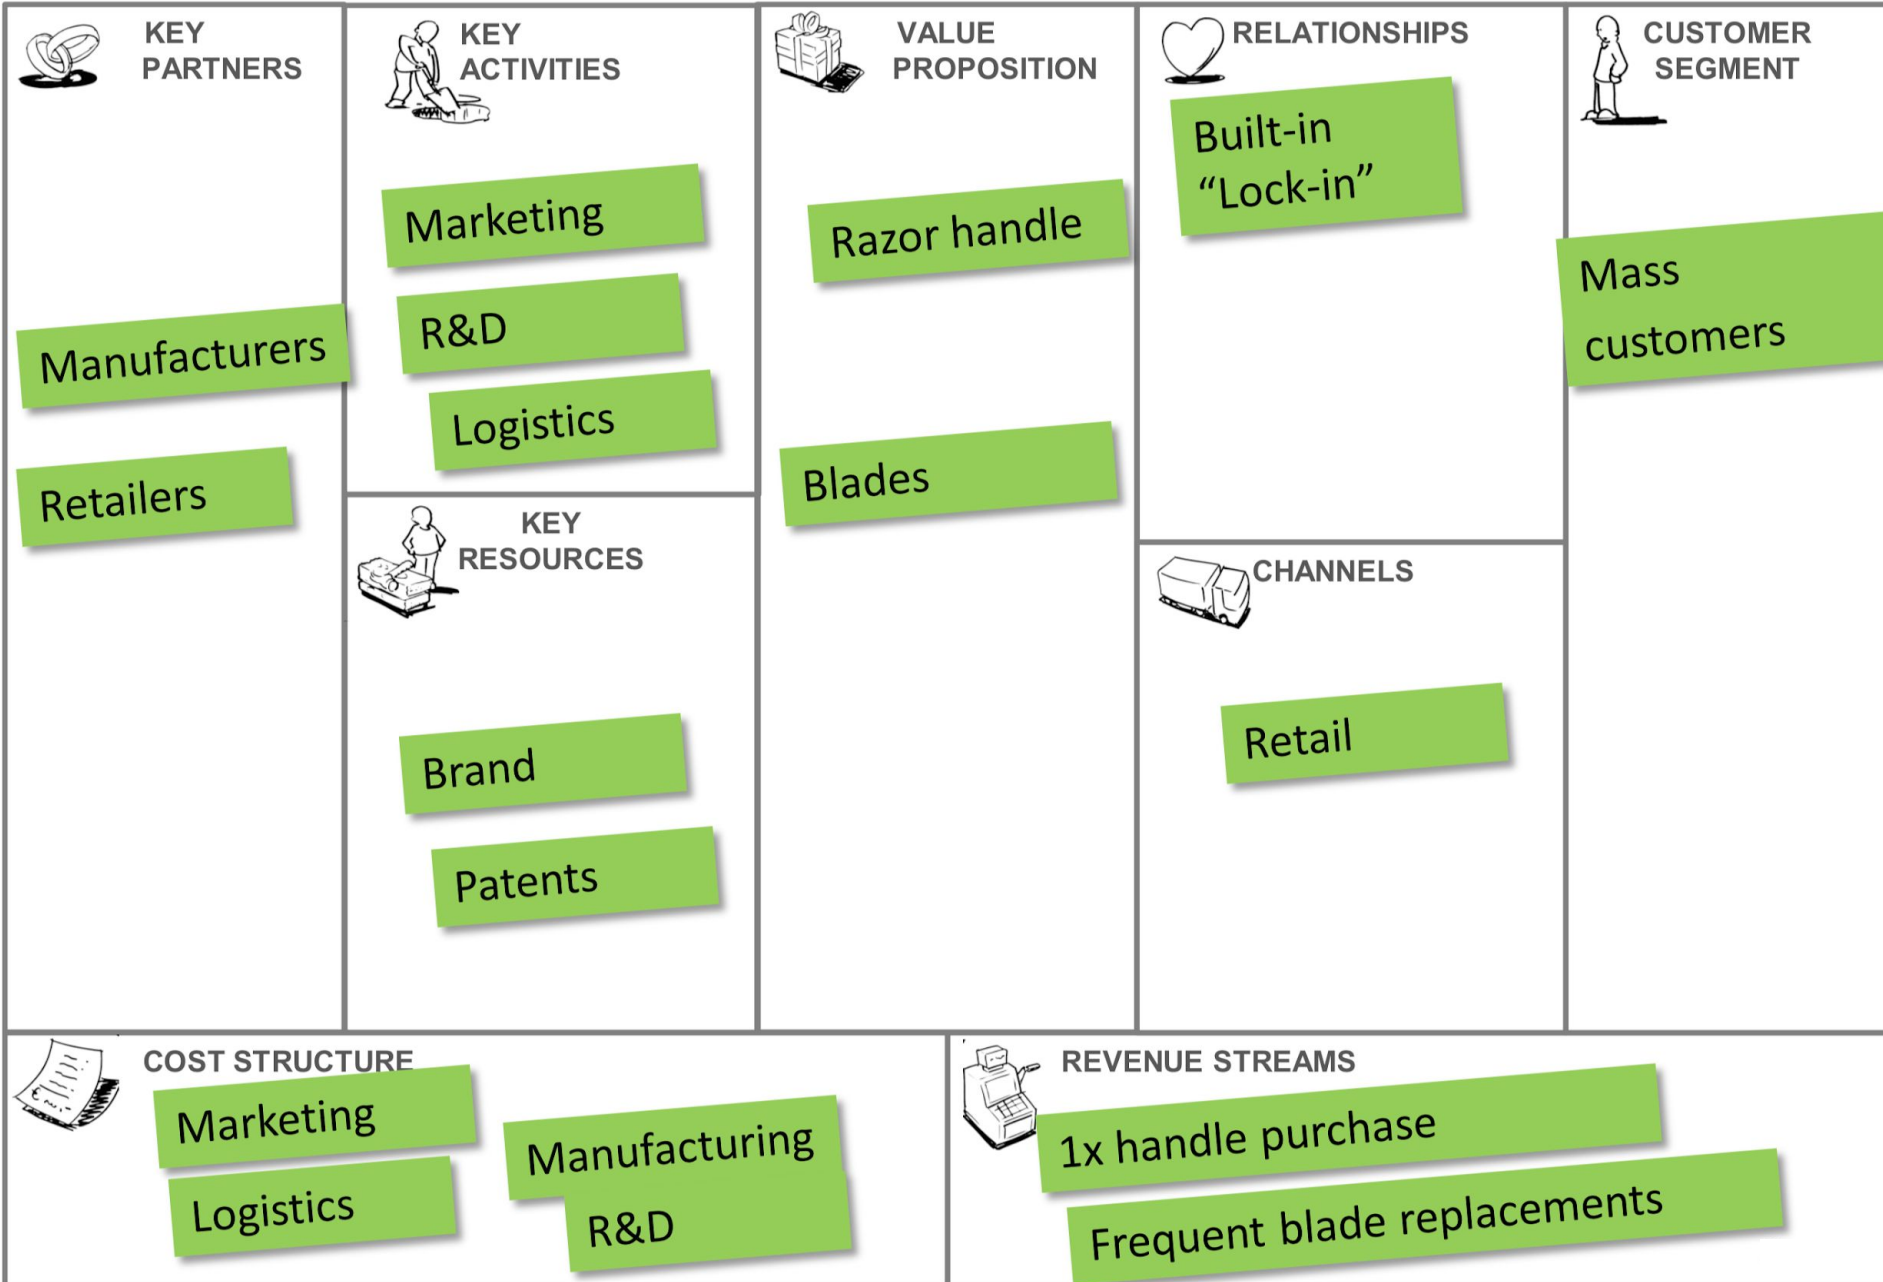 KEY
PARTNERS
Manufacturers
Retailers
KEY
ACTIVITIES
Marketing
R&D
Logistics
KEY
RESOURCES
Brand
Patents
VALUE
PROPOSITION
Razor handle
Blades
RELATIONSHIPS
Built-in
“Lock-in”
CHANNELS
Retail
CUSTOMER
SEGMENT
Mass
customers
COST STRUCTURE
Marketing
Logistics
Manufacturing
R&D
REVENUE STREAMS
1x handle purchase
Frequent blade replacements